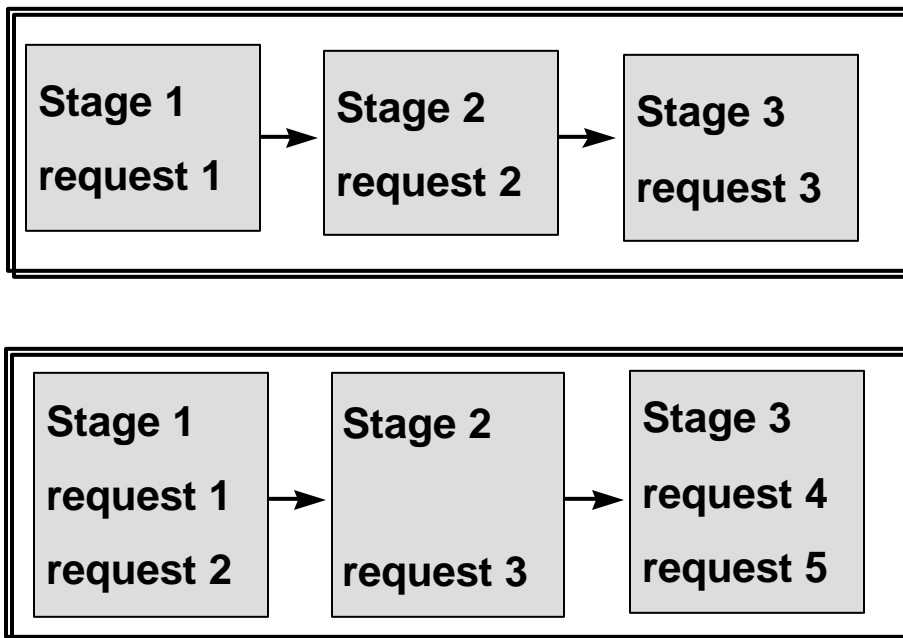 Stage 1
request 1
Stage 2
request 2
Stage 3
request 3
Stage 1
request 1
request 2
Stage 2
request 3
Stage 3
request 4
request 5